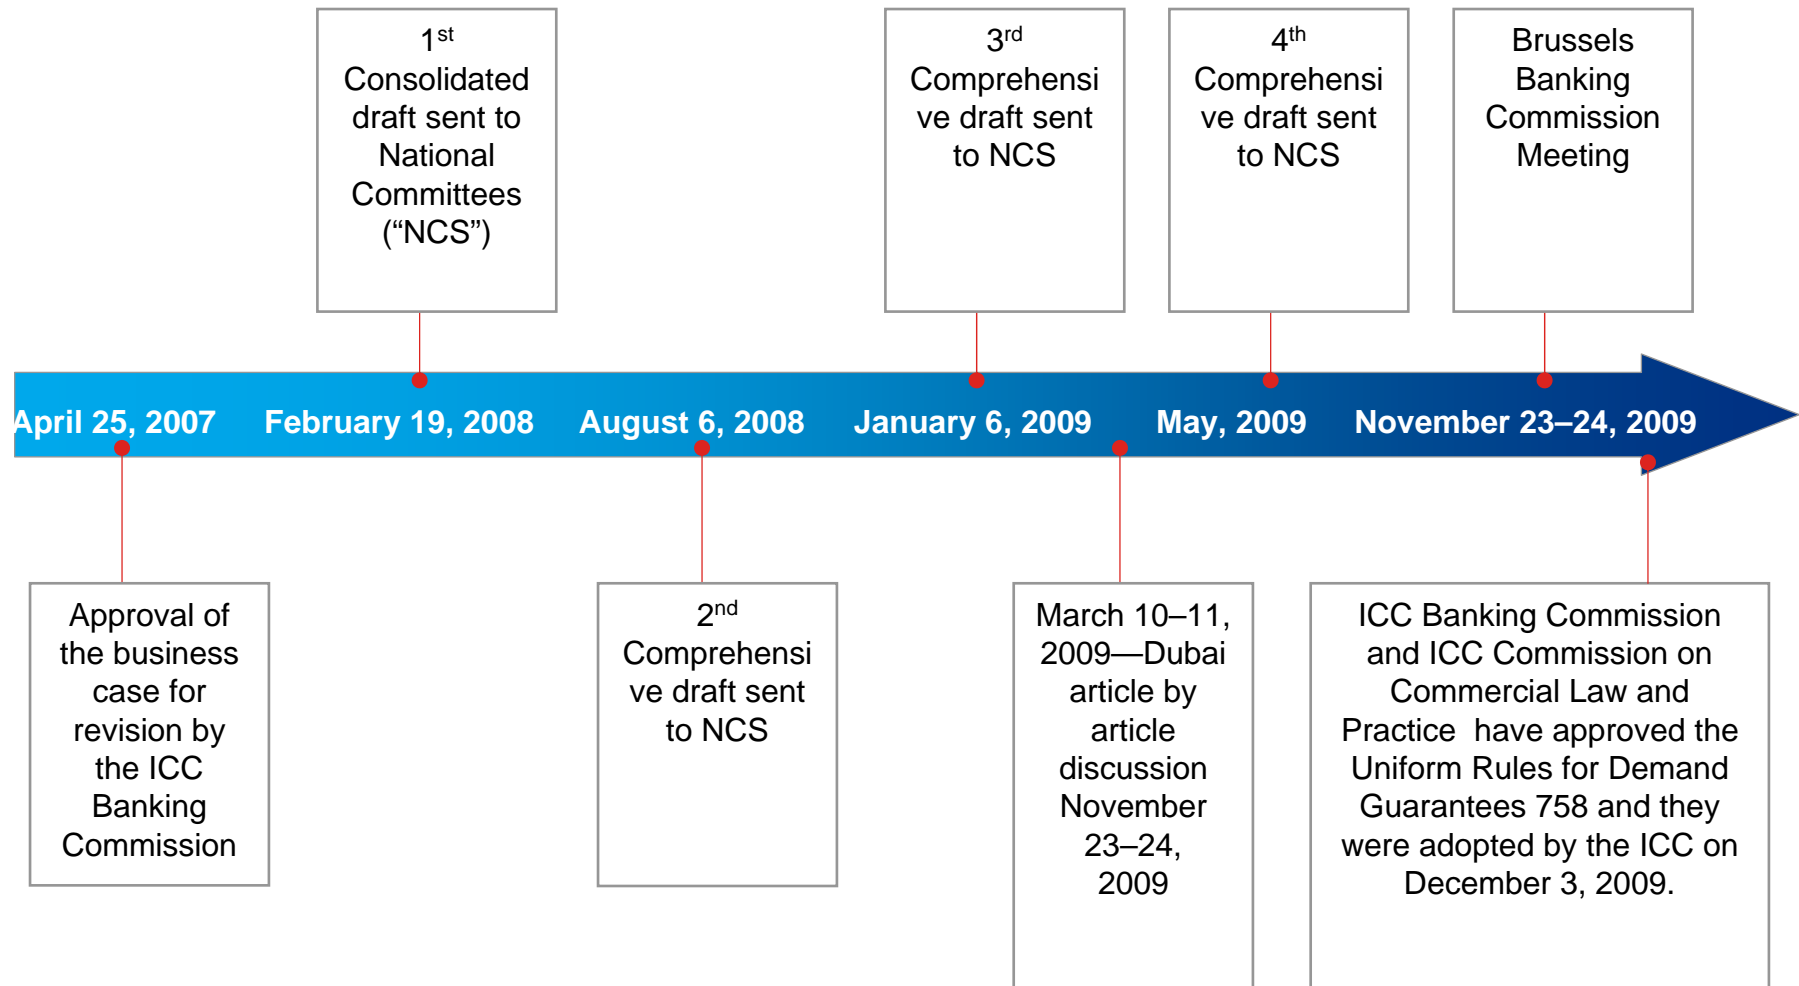 1st
Consolidated
draft sent to
National
Committees
(“NCS”)
3rd
Comprehensi
ve draft sent
to NCS
4th
Comprehensi
ve draft sent
to NCS
Brussels
Banking
Commission
Meeting
April 25, 2007
February 19, 2008
August 6, 2008
January 6, 2009
May, 2009
November 23–24, 2009
Approval of
the business
case for
revision by
the ICC
Banking
Commission
2nd
Comprehensi
ve draft sent
to NCS
March 10–11,
2009—Dubai
article by
article
discussion
November
23–24,
2009
ICC Banking Commission
and ICC Commission on
Commercial Law and
Practice  have approved the
Uniform Rules for Demand
Guarantees 758 and they
were adopted by the ICC on
December 3, 2009.